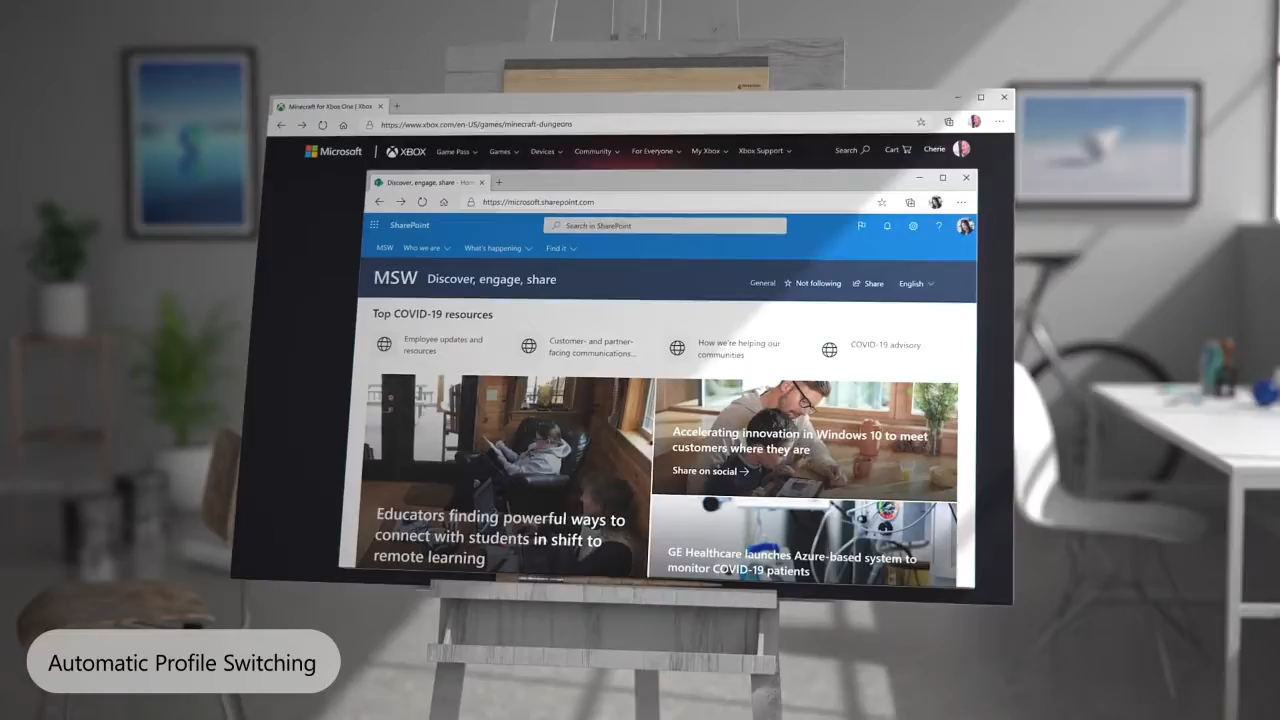 Minecraft for Xbox One | Xbox
https://www.xbox.com/en-US/games/minecraft-dungeons
Microsoft | XBOX Game Pass Games Devices Community For Everyone My Xbox Xbox Support Search Cart Cherie
Discover, engage, share - Hom
https://microsoft.sharepoint.com
SharePoint Search in SharePoint ?
MSW Who we are What's happening Find it
MSW Discover, engage, share General Not following Share English
Top COVID-19 resources
Employee updates and
resources
Customer- and partner-
facing communications...
How we're helping our
communities
COVID-19 advisory
Educators finding powerful ways to
connect with students in shift to
remote learning
Accelerating innovation in Windows 10 to meet
customers where they are
Share on social →
GE Healthcare launches Azure-based system to
monitor COVID-19 patients
Automatic Profile Switching